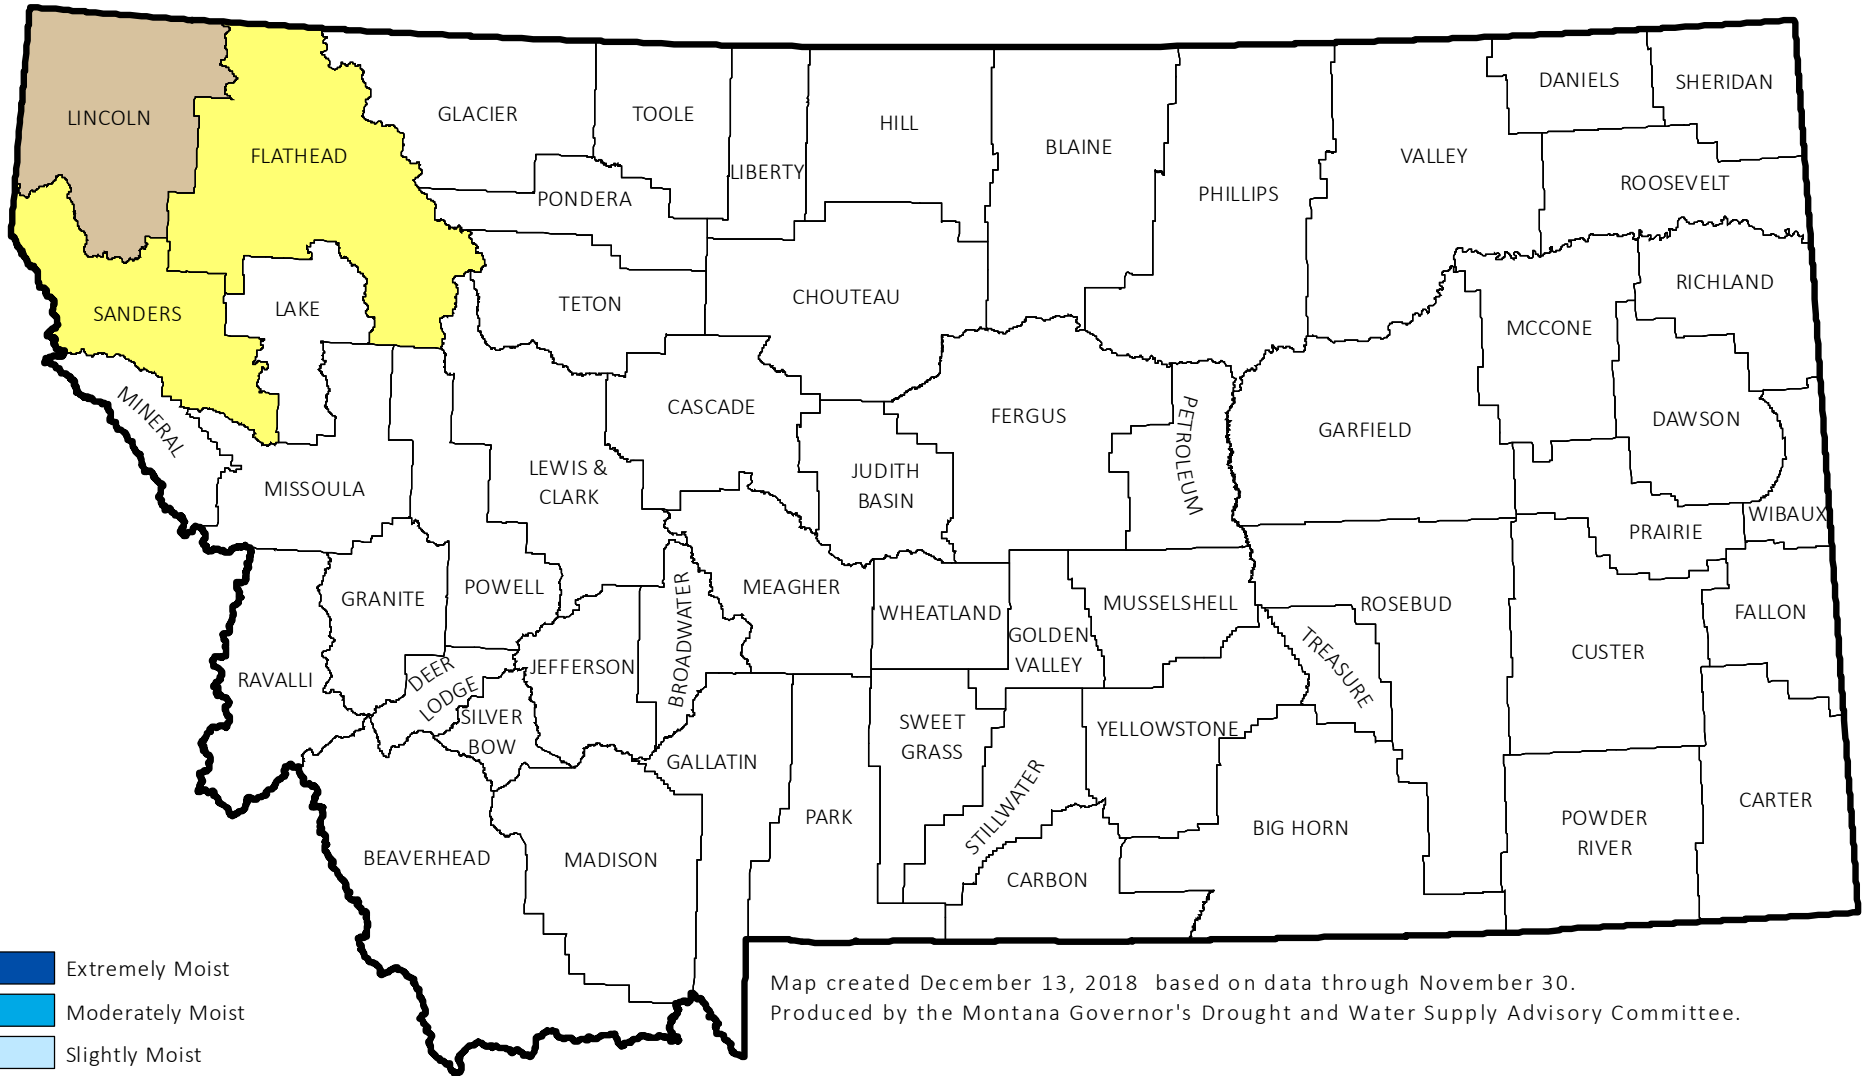 LINCOLN
FLATHEAD
GLACIER
TOOLE
LIBERTY
HILL
BLAINE
PHILLIPS
VALLEY
DANIELS
SHERIDAN
ROOSEVELT
PONDERA
SANDERS
LAKE
TETON
CHOUTEAU
RICHLAND
MCCONE
MINERAL
CASCADE
FERGUS
PETROLEUM
GARFIELD
DAWSON
MISSOULA
LEWIS &
CLARK
JUDITH
BASIN
PRAIRIE
WIBAUX
GRANITE
POWELL
BROADWATER
MEAGHER
WHEATLAND
GOLDEN
VALLEY
MUSSELSHELL
ROSEBUD
TREASURE
CUSTER
FALLON
RAVALLI
DEER
LODGE
JEFFERSON
SILVER
BOW
GALLATIN
SWEET
GRASS
YELLOWSTONE
STILLWATER
PARK
BIG HORN
POWDER
RIVER
CARTER
BEAVERHEAD
MADISON
CARBON
Extremely Moist
Moderately Moist
Slightly Moist
Map created December 13, 2018 based on data through November 30.
Produced by the Montana Governor's Drought and Water Supply Advisory Committee.